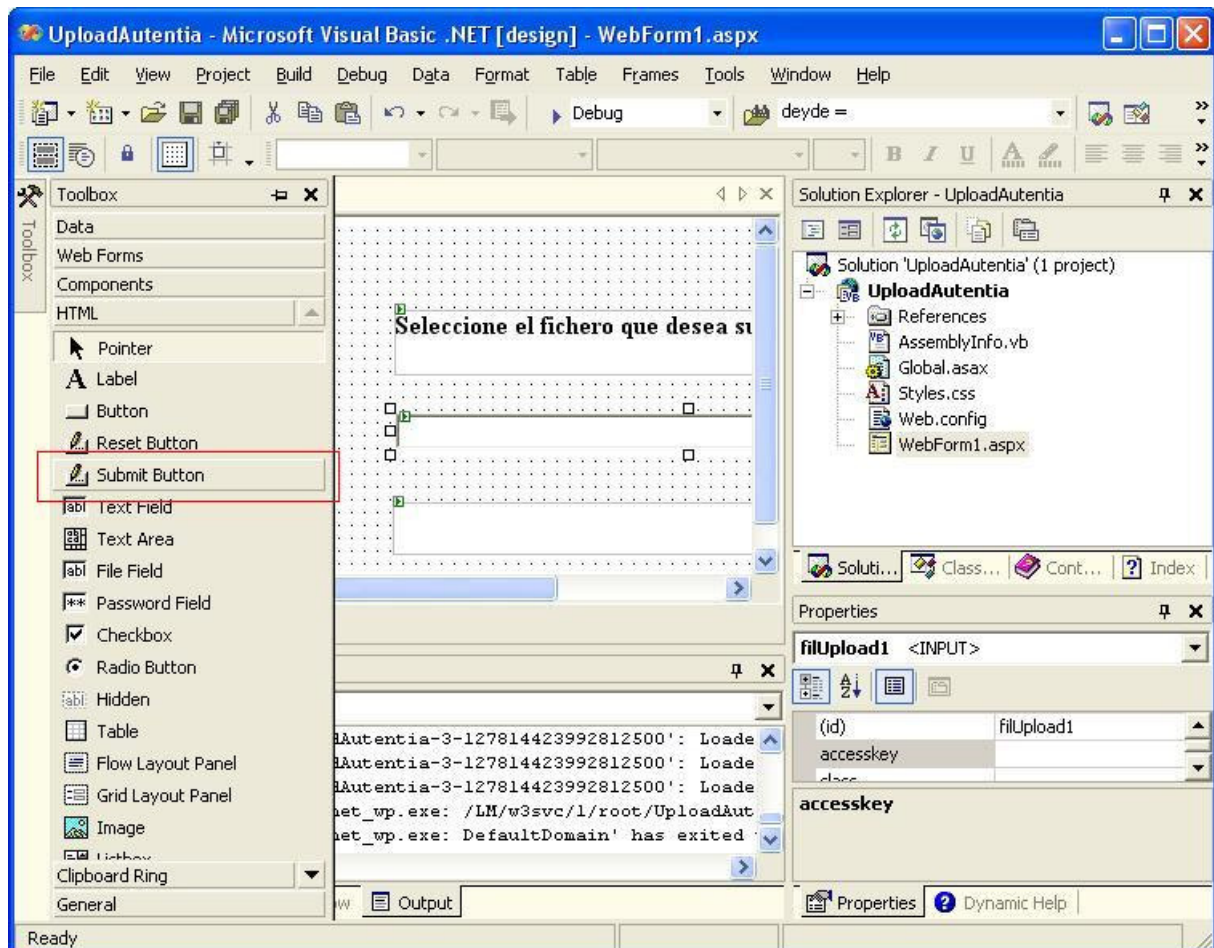 UploadAutentia - Microsoft Visual Basic .NET [design] - WebForm1.aspx
File Edit View Project Build Debug Data Format Table Frames Tools Window Help
Debug deyde =
B I U A
Toolbox
Toolbox
Data
Web Forms
Components
HTML
Pointer
Label
Button
Reset Button
Submit Button
Text Field
Text Area
File Field
Password Field
Checkbox
Radio Button
Hidden
Table
Flow Layout Panel
Grid Layout Panel
Image
Listbox
Clipboard Ring
General
Seleccione el fichero que desea su
Autentia-3-127814423992812500': Loade
Autentia-3-127814423992812500': Loade
Autentia-3-127814423992812500': Loade
net_wp.exe: /LM/w3svc/1/root/UploadAut
net_wp.exe: DefaultDomain' has exited
Output
Solution Explorer - UploadAutentia
Solution 'UploadAutentia' (1 project)
UploadAutentia
References
AssemblyInfo.vb
Global.asax
Styles.css
Web.config
WebForm1.aspx
Soluti... Class... Cont... Index
Properties
filUpload1 <INPUT>
(id) filUpload1
accesskey
class
accesskey
Properties Dynamic Help
Ready